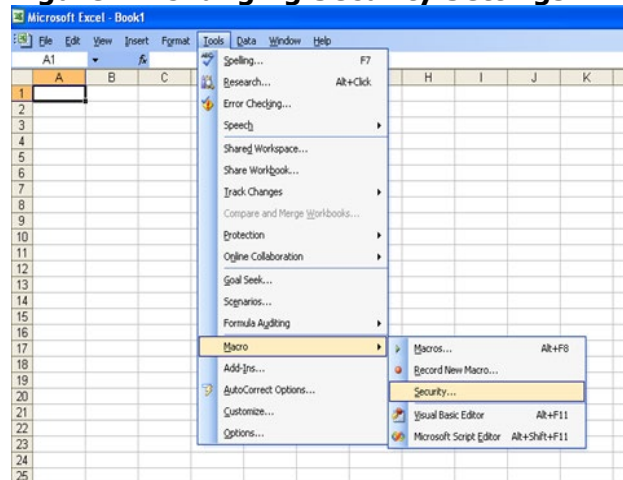 Microsoft Excel - Book1
File Edit View Insert Format Tools Data Window Help
A1 fx
A B C H I J K
Spelling... F7
Research... Alt+Click
Error Checking...
Speech
Shared Workspace...
Share Workbook...
Track Changes
Compare and Merge Workbooks...
Protection
Online Collaboration
Goal Seek...
Scenarios...
Formula Auditing
Macro
Add-Ins...
AutoCorrect Options...
Customize...
Options...
Macros... Alt+F8
Record New Macro...
Security...
Visual Basic Editor Alt+F11
Microsoft Script Editor Alt+Shift+F11
1
2
3
4
5
6
7
8
9
10
11
12
13
14
15
16
17
18
19
20
21
22
23
24
25